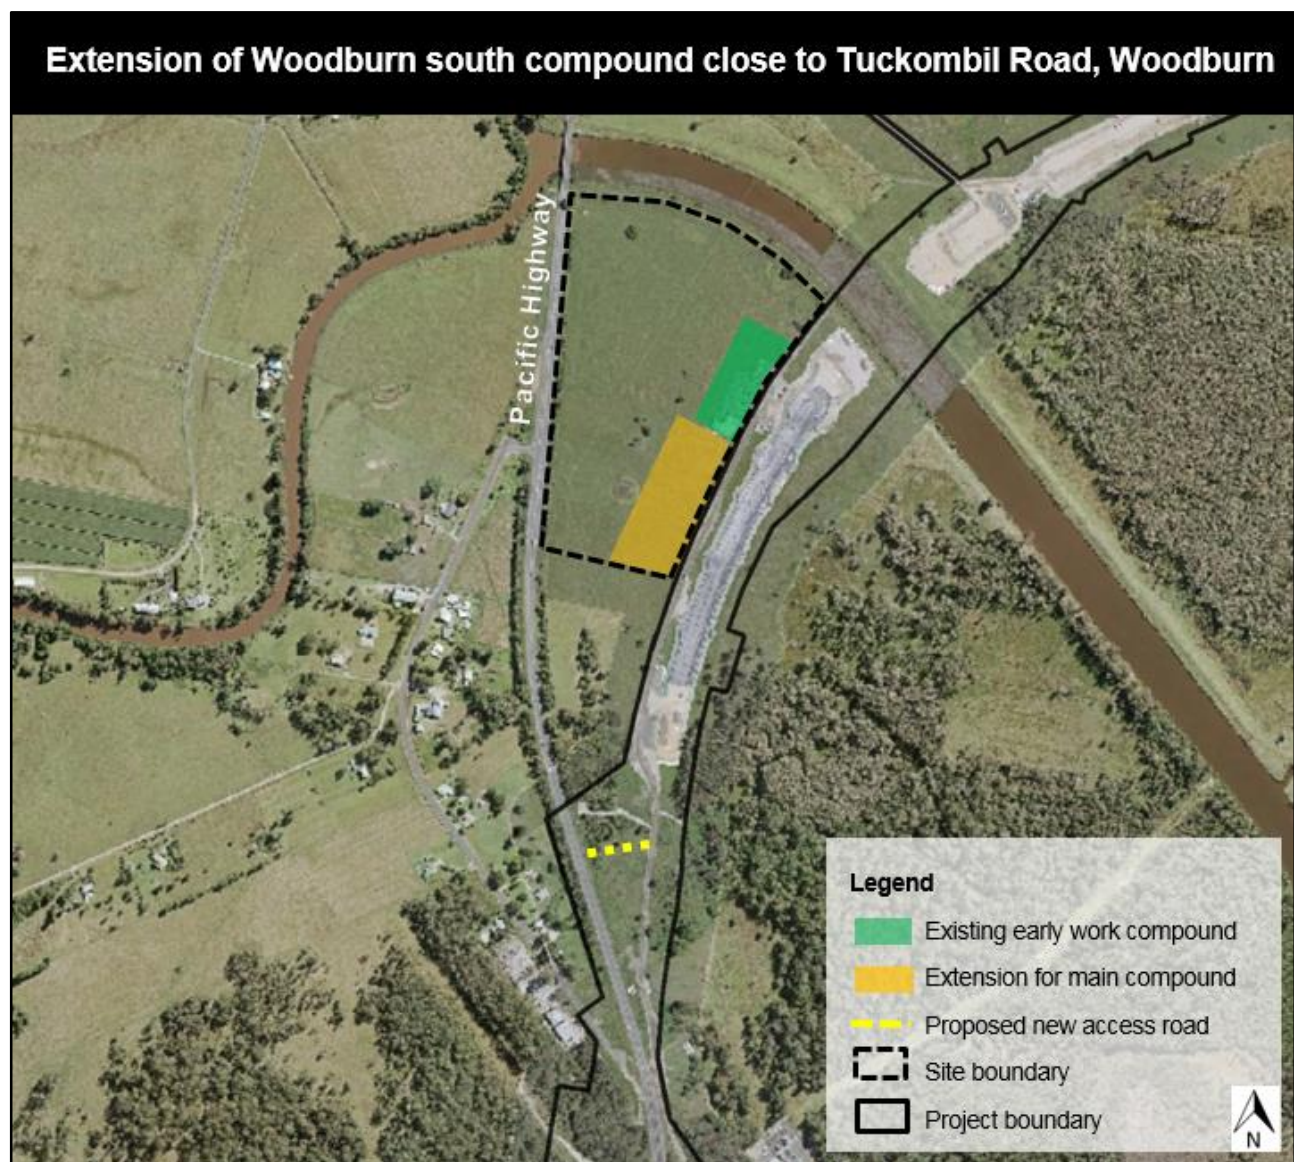 Extension of Woodburn south compound close to Tuckombil Road, Woodburn
Pacific Highway
Legend
Existing early work compound
Extension for main compound
Proposed new access road
Site boundary
Project boundary
N